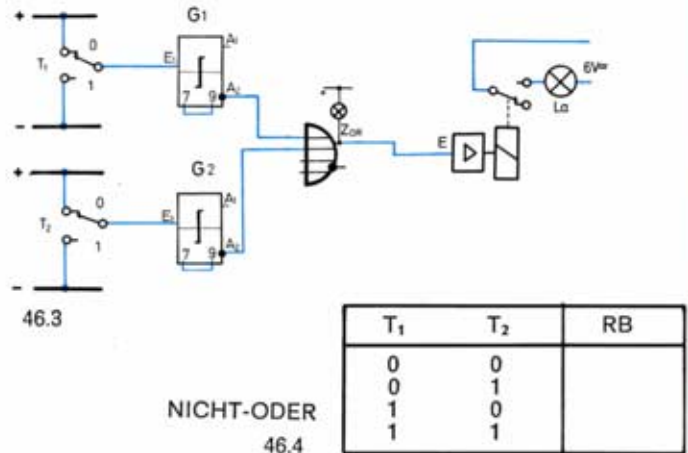 +
0
T₁
1
−
G1
E₁
A₁
A₂
7 9
+
0
T₂
1
−
G2
E₁
A₁
A₂
7 9
Z_OR
E
6V
La
46.3
T₁ T₂ RB
0 0
0 1
1 0
1 1
NICHT-ODER
46.4